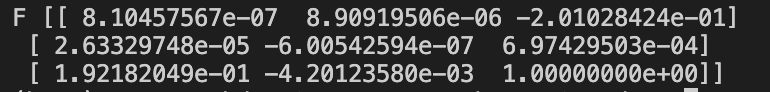 F [[ 8.10457567e-07  8.90919506e-06 -2.01028424e-01]
 [ 2.63329748e-05 -6.00542594e-07  6.97429503e-04]
 [ 1.92182049e-01 -4.20123580e-03  1.00000000e+00]]